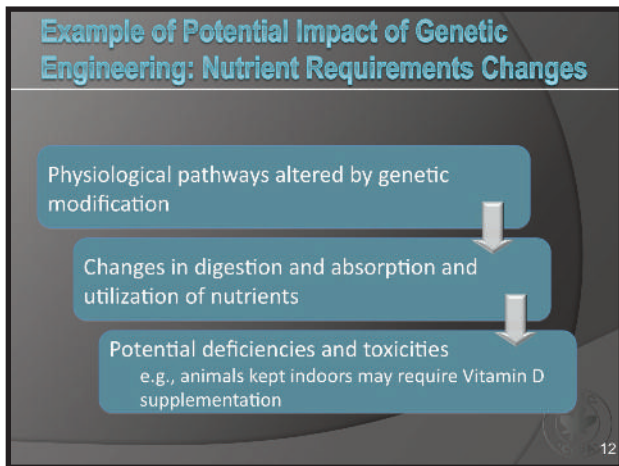 Example of Potential Impact of Genetic
Engineering: Nutrient Requirements Changes
Physiological pathways altered by genetic
modification
Changes in digestion and absorption and
utilization of nutrients
Potential deficiencies and toxicities
e.g., animals kept indoors may require Vitamin D
supplementation
12